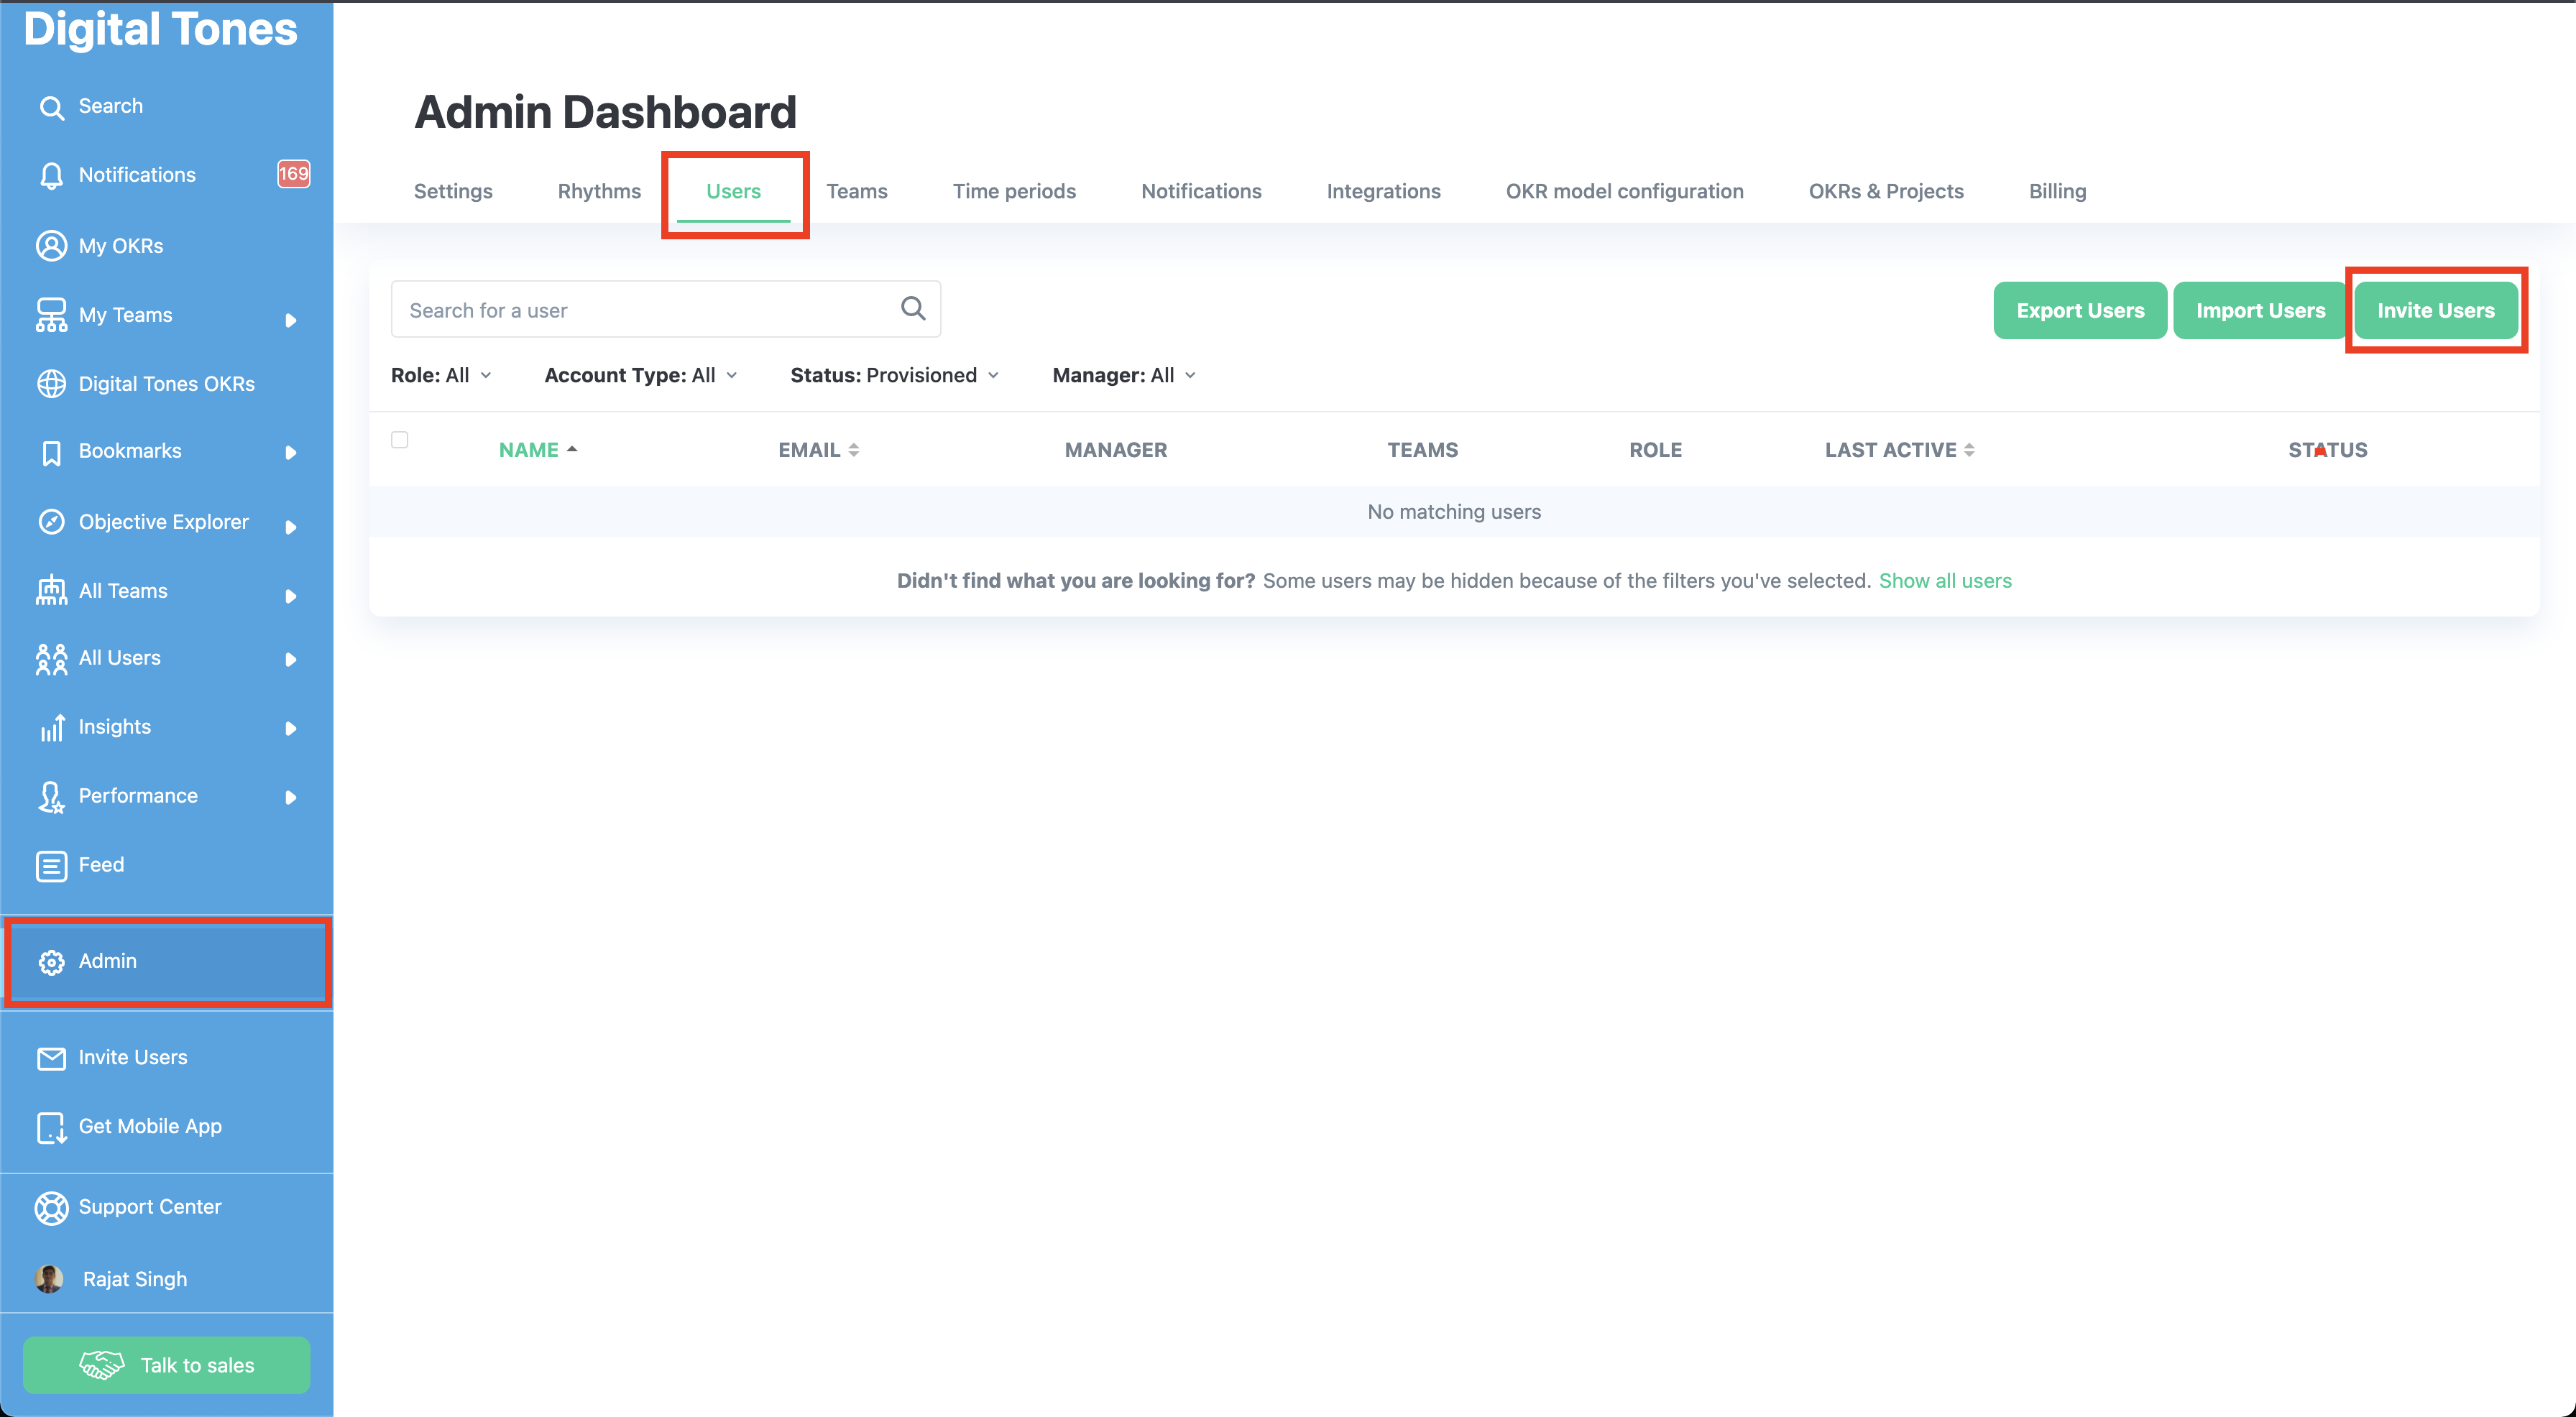 Digital Tones
Search
Notifications 169
My OKRs
My Teams
Digital Tones OKRs
Bookmarks
Objective Explorer
All Teams
All Users
Insights
Performance
Feed
Admin
Invite Users
Get Mobile App
Support Center
Rajat Singh
Talk to sales
Admin Dashboard
Settings Rhythms Users Teams Time periods Notifications Integrations OKR model configuration OKRs & Projects Billing
Search for a user Export Users Import Users Invite Users
Role: All Account Type: All Status: Provisioned Manager: All
NAME EMAIL MANAGER TEAMS ROLE LAST ACTIVE STATUS
No matching users
Didn't find what you are looking for? Some users may be hidden because of the filters you've selected. Show all users